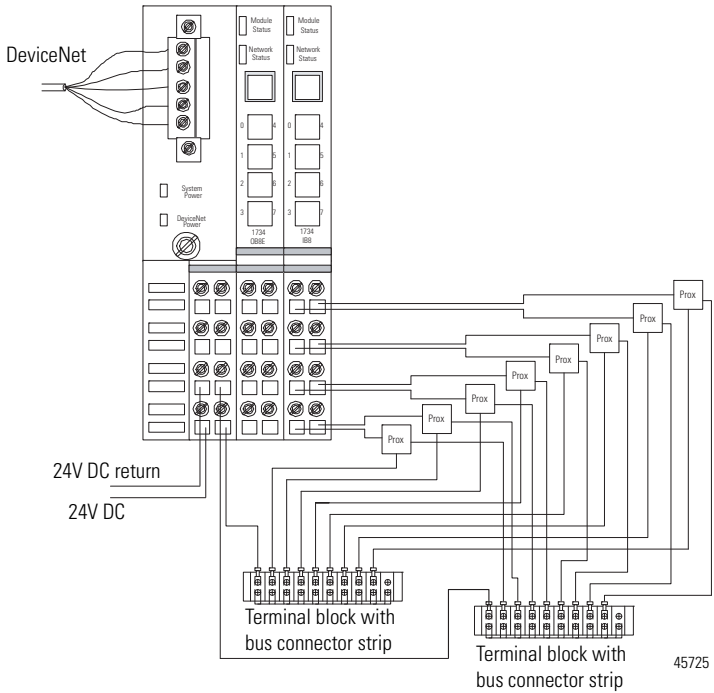 DeviceNet
Module
Status
Module
Status
Network
Status
Network
Status
0 4
0 4
1 5
1 5
2 6
2 6
3 7
3 7
System
Power
DeviceNet
Power
1734
OB8E
1734
IB8
Prox
Prox
Prox
Prox
Prox
Prox
Prox
Prox
24V DC return
24V DC
Terminal block with
bus connector strip
Terminal block with
bus connector strip
45725